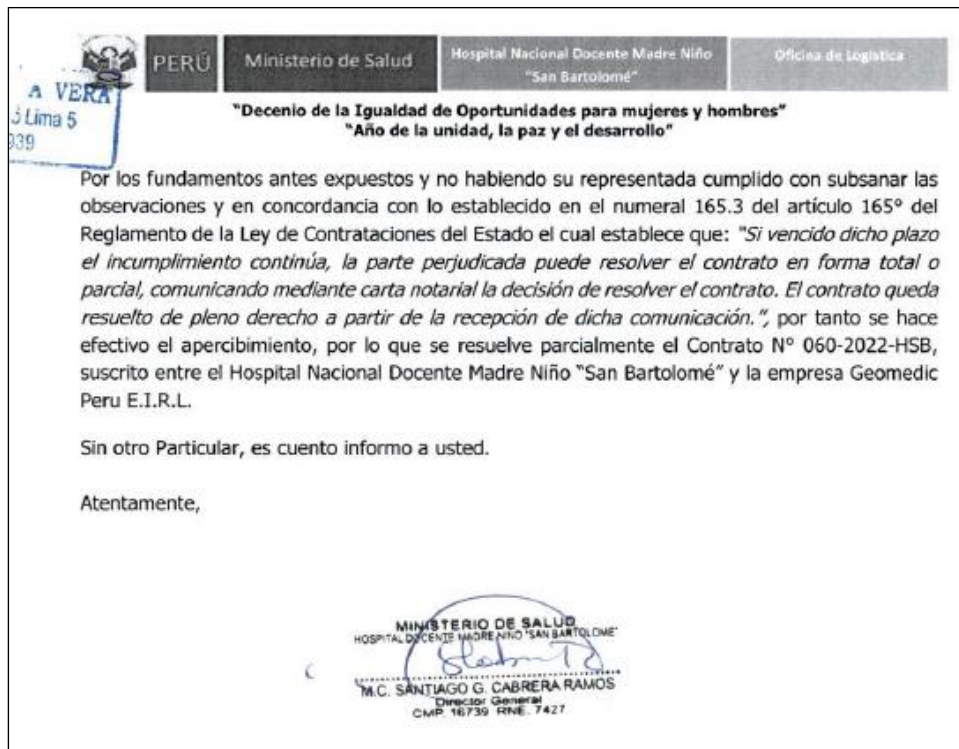 PERÚ
Ministerio de Salud
Hospital Nacional Docente Madre Niño
"San Bartolomé"
Oficina de Logística
A VERA
5 Lima 5
939
"Decenio de la Igualdad de Oportunidades para mujeres y hombres"
"Año de la unidad, la paz y el desarrollo"
Por los fundamentos antes expuestos y no habiendo su representada cumplido con subsanar las
observaciones y en concordancia con lo establecido en el numeral 165.3 del artículo 165° del
Reglamento de la Ley de Contrataciones del Estado el cual establece que: "Si vencido dicho plazo
el incumplimiento continúa, la parte perjudicada puede resolver el contrato en forma total o
parcial, comunicando mediante carta notarial la decisión de resolver el contrato. El contrato queda
resuelto de pleno derecho a partir de la recepción de dicha comunicación.", por tanto se hace
efectivo el apercibimiento, por lo que se resuelve parcialmente el Contrato N° 060-2022-HSB,
suscrito entre el Hospital Nacional Docente Madre Niño "San Bartolomé" y la empresa Geomedic
Peru E.I.R.L.
Sin otro Particular, es cuento informo a usted.
Atentamente,
MINISTERIO DE SALUD
HOSPITAL DOCENTE MADRE NIÑO "SAN BARTOLOME"
M.C. SANTIAGO G. CABRERA RAMOS
Director General
CMP. 16739 RNE. 7427